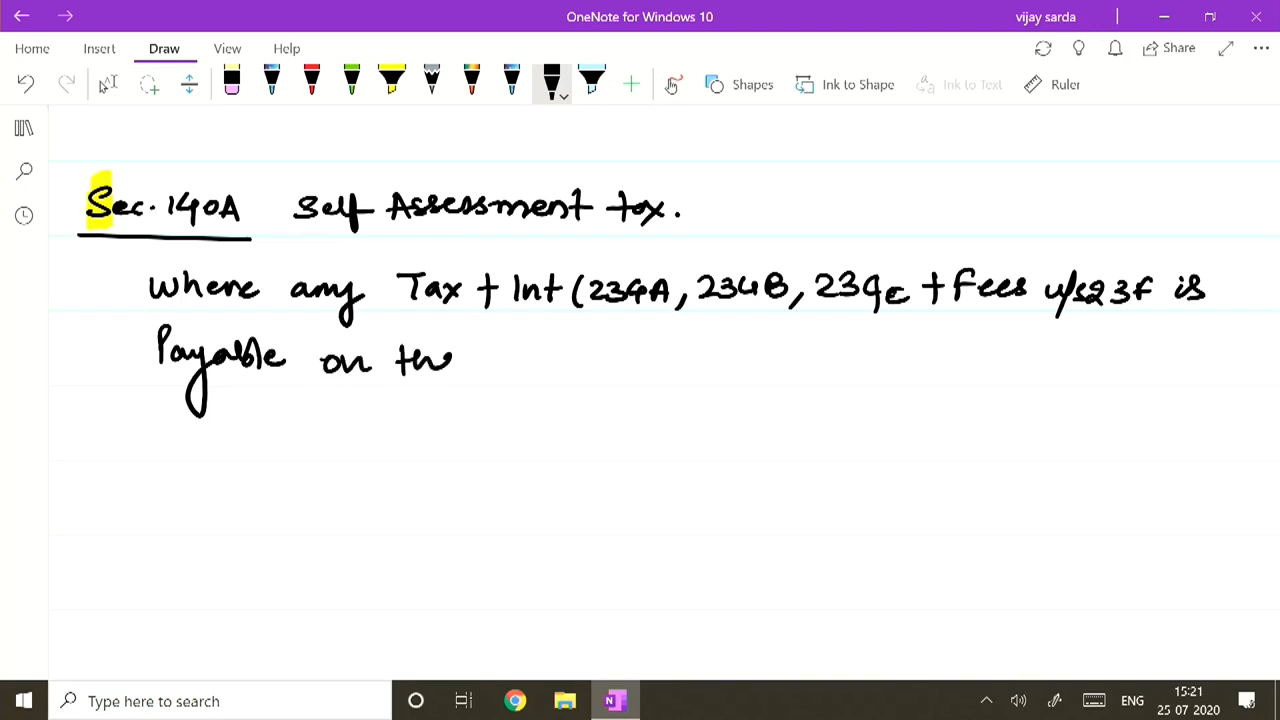 OneNote for Windows 10
vijay sarda
Home Insert Draw View Help
Share
Shapes Ink to Shape Ink to Text Ruler
Sec. 140A Self Assessment tax.
Where any Tax + Int (234A, 234B, 234C + Fees u/s 23F is
Payable on the
Type here to search
N
ENG
15:21
25 07 2020